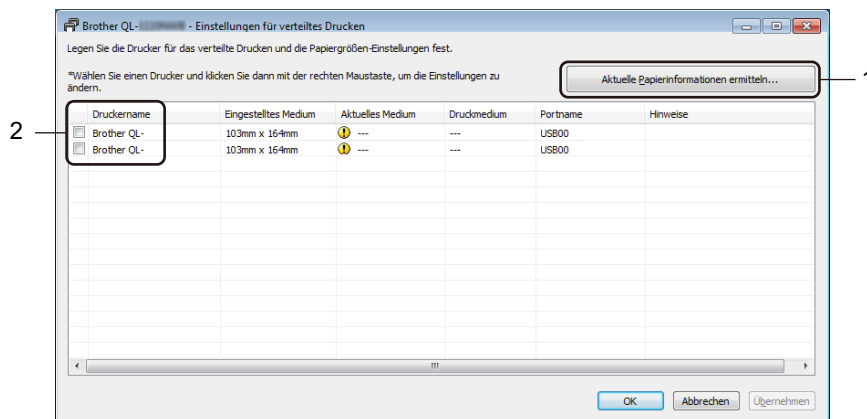 Brother QL- - Einstellungen für verteiltes Drucken
Legen Sie die Drucker für das verteilte Drucken und die Papiergrößen-Einstellungen fest.
*Wählen Sie einen Drucker und klicken Sie dann mit der rechten Maustaste, um die Einstellungen zu
ändern.
Aktuelle Papierinformationen ermitteln...
1
Druckername Eingestelltes Medium Aktuelles Medium Druckmedium Portname Hinweise
2
Brother QL- 103mm x 164mm --- --- USB00
Brother QL- 103mm x 164mm --- --- USB00
OK Abbrechen Übernehmen